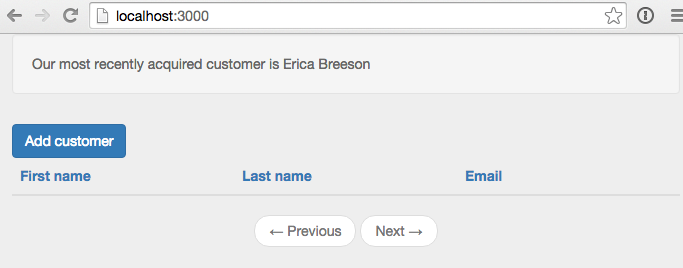 localhost:3000
Our most recently acquired customer is Erica Breeson
Add customer
First name Last name Email
← Previous Next →